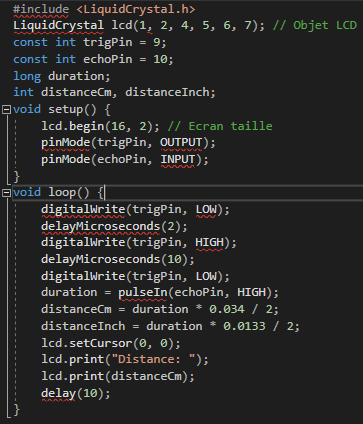 #include <LiquidCrystal.h>
LiquidCrystal lcd(1, 2, 4, 5, 6, 7); // Objet LCD
const int trigPin = 9;
const int echoPin = 10;
long duration;
int distanceCm, distanceInch;
void setup() {
lcd.begin(16, 2); // Ecran taille
pinMode(trigPin, OUTPUT);
pinMode(echoPin, INPUT);
}
void loop() {
digitalWrite(trigPin, LOW);
delayMicroseconds(2);
digitalWrite(trigPin, HIGH);
delayMicroseconds(10);
digitalWrite(trigPin, LOW);
duration = pulseIn(echoPin, HIGH);
distanceCm = duration * 0.034 / 2;
distanceInch = duration * 0.0133 / 2;
lcd.setCursor(0, 0);
lcd.print("Distance: ");
lcd.print(distanceCm);
delay(10);
}